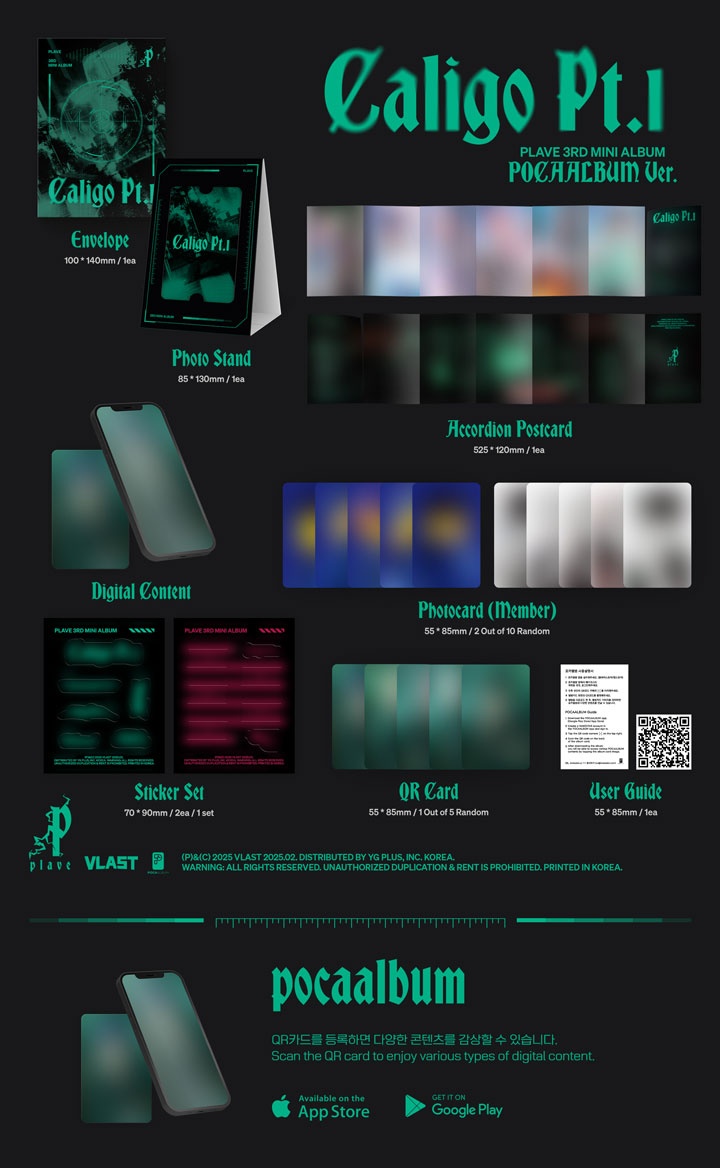 PLAVE
3RD
MINI ALBUM
Caligo Pt.1
Envelope
100 * 140mm / 1ea
PLAVE
Caligo Pt.1
Photo Stand
85 * 130mm / 1ea
Caligo Pt.1
PLAVE 3RD MINI ALBUM
POCAALBUM Ver.
Caligo Pt.1
Accordion Postcard
525 * 120mm / 1ea
Digital Content
Photocard (Member)
55 * 85mm / 2 Out of 10 Random
PLAVE 3RD MINI ALBUM
PLAVE 3RD MINI ALBUM
Sticker Set
70 * 90mm / 2ea / 1 set
QR Card
55 * 85mm / 1 Out of 5 Random
POCAALBUM Guide
User Guide
55 * 85mm / 1ea
plave
VLAST
(P)&(C) 2025 VLAST 2025.02. DISTRIBUTED BY YG PLUS, INC, KOREA.
WARNING: ALL RIGHTS RESERVED. UNAUTHORIZED DUPLICATION & RENT IS PROHIBITED. PRINTED IN KOREA.
pocaalbum
QR카드를 등록하면 다양한 콘텐츠를 감상할 수 있습니다.
Scan the QR card to enjoy various types of digital content.
Available on the
App Store
GET IT ON
Google Play